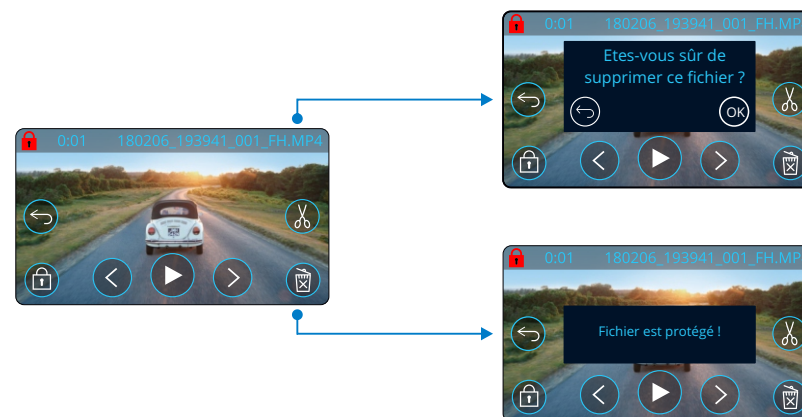 0:01 180206_193941_001_FH.MP4
0:01 180206_193941_001_FH.MP
Etes-vous sûr de
supprimer ce fichier ?
OK
0:01 180206_193941_001_FH.MP
Fichier est protégé !